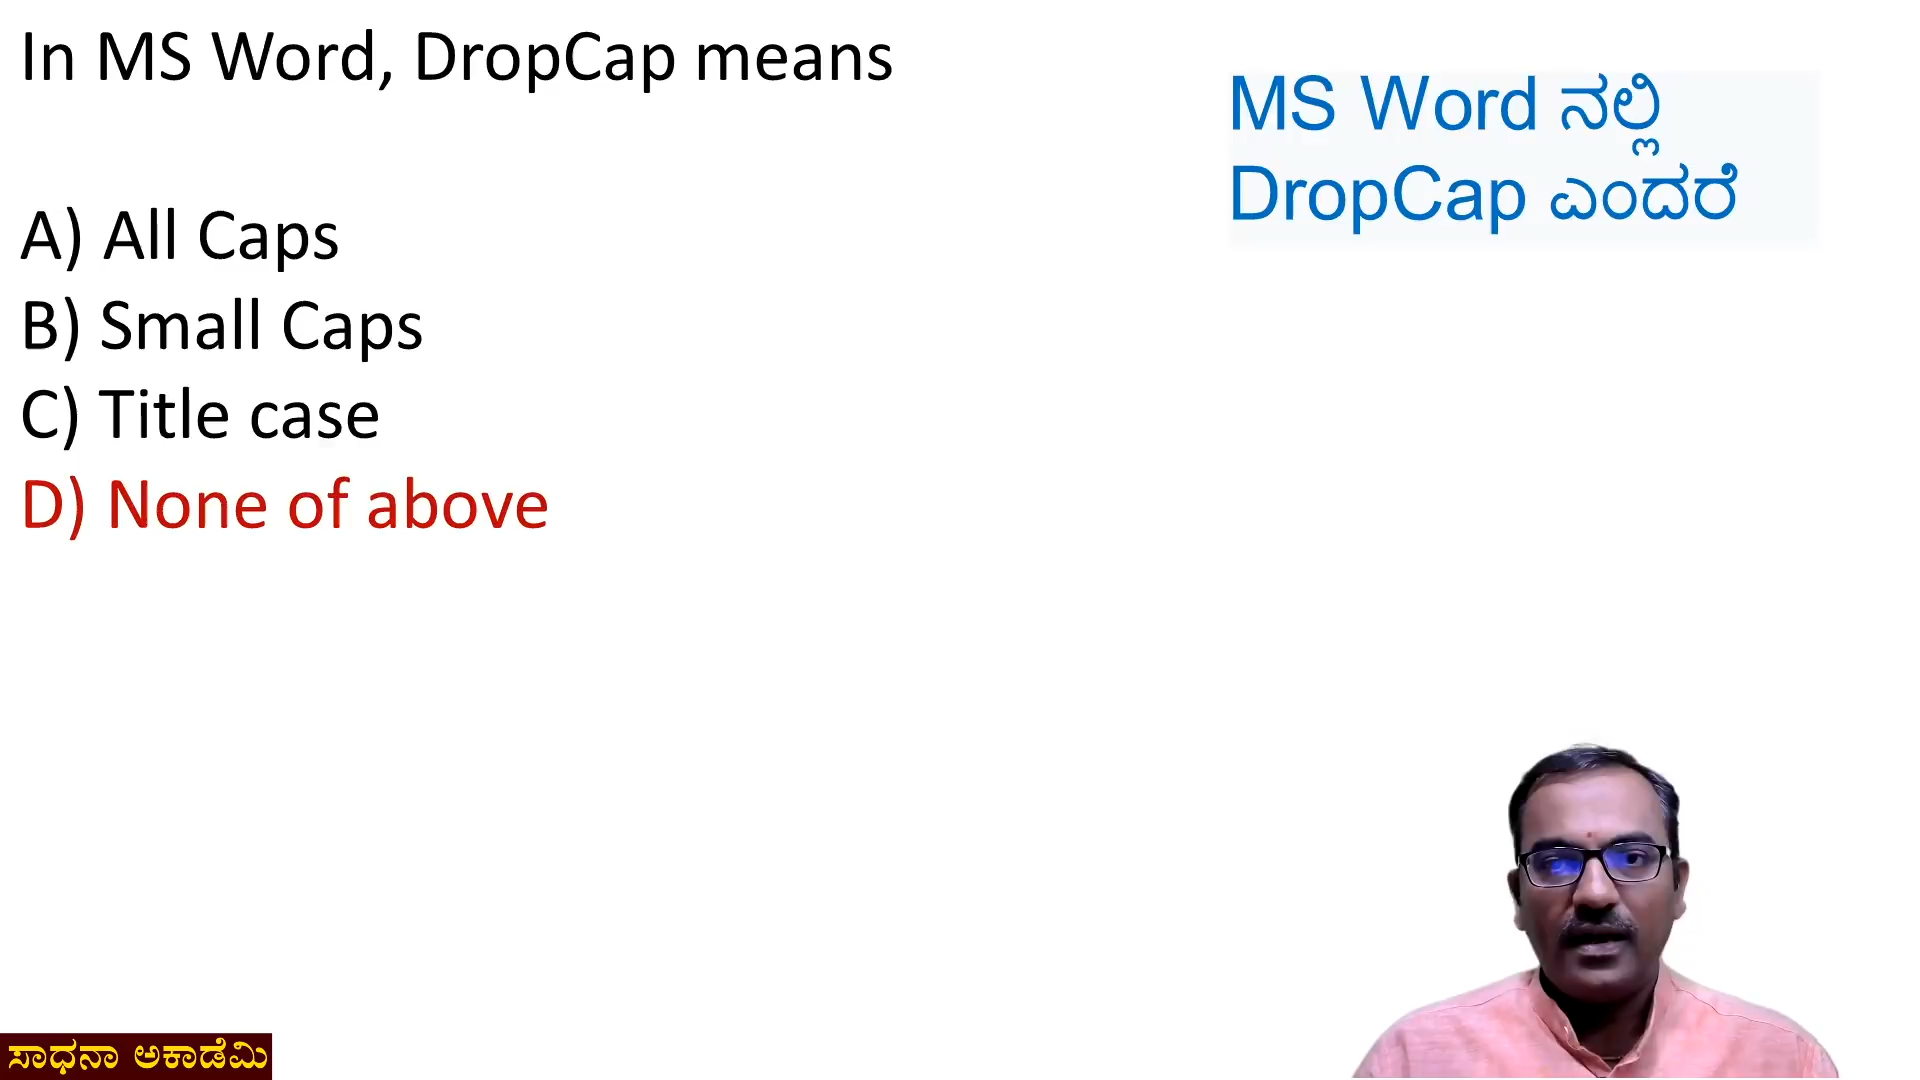 In MS Word, DropCap means
A) All Caps
B) Small Caps
C) Title case
D) None of above
MS Word ನಲ್ಲಿ
DropCap ಎಂದರೆ
ಸಾಧನಾ ಅಕಾಡೆಮಿ